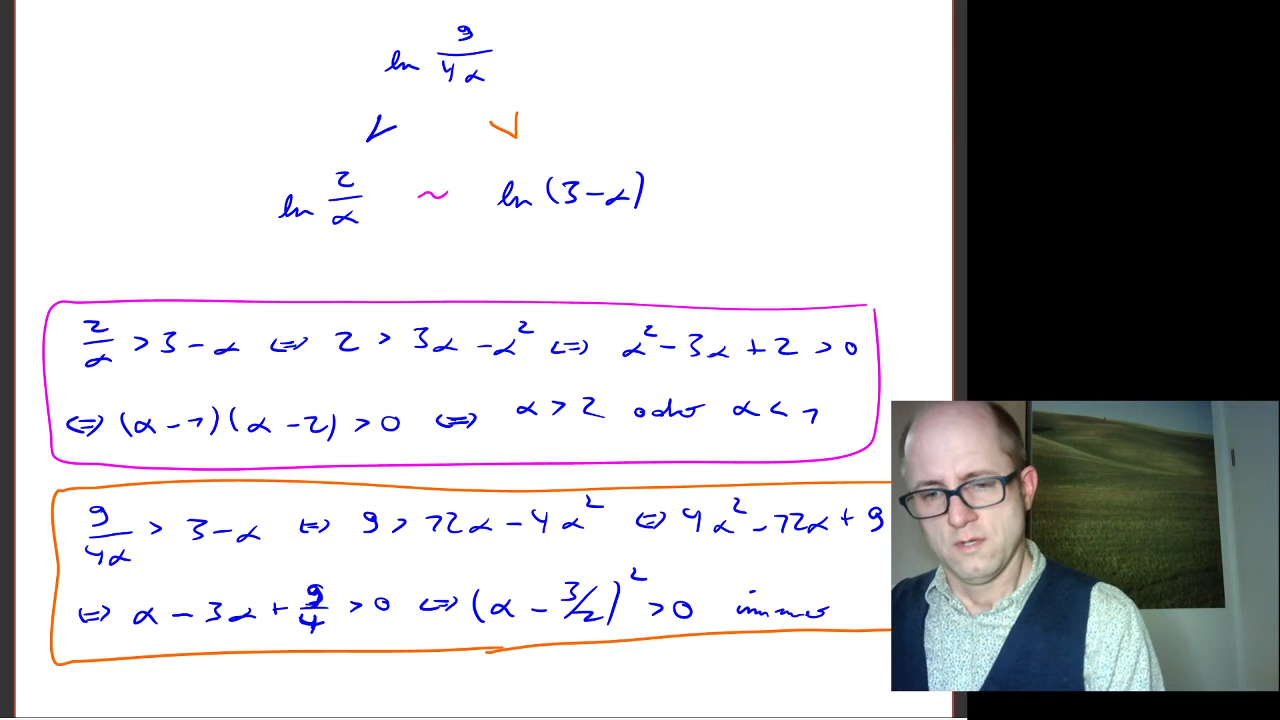 ln 9/4α
∨ ∨
ln 2/α ~ ln (3-α)
2/α > 3-α ⇔ 2 > 3α - α² ⇔ α² - 3α + 2 > 0
⇔ (α-1)(α-2) > 0 ⇔ α > 2 oder α < 1
9/4α > 3-α ⇔ 9 > 12α - 4α² ⇔ 4α² - 12α + 9
⇔ α - 3α + 9/4 > 0 ⇔ (α - 3/2)² > 0 immer